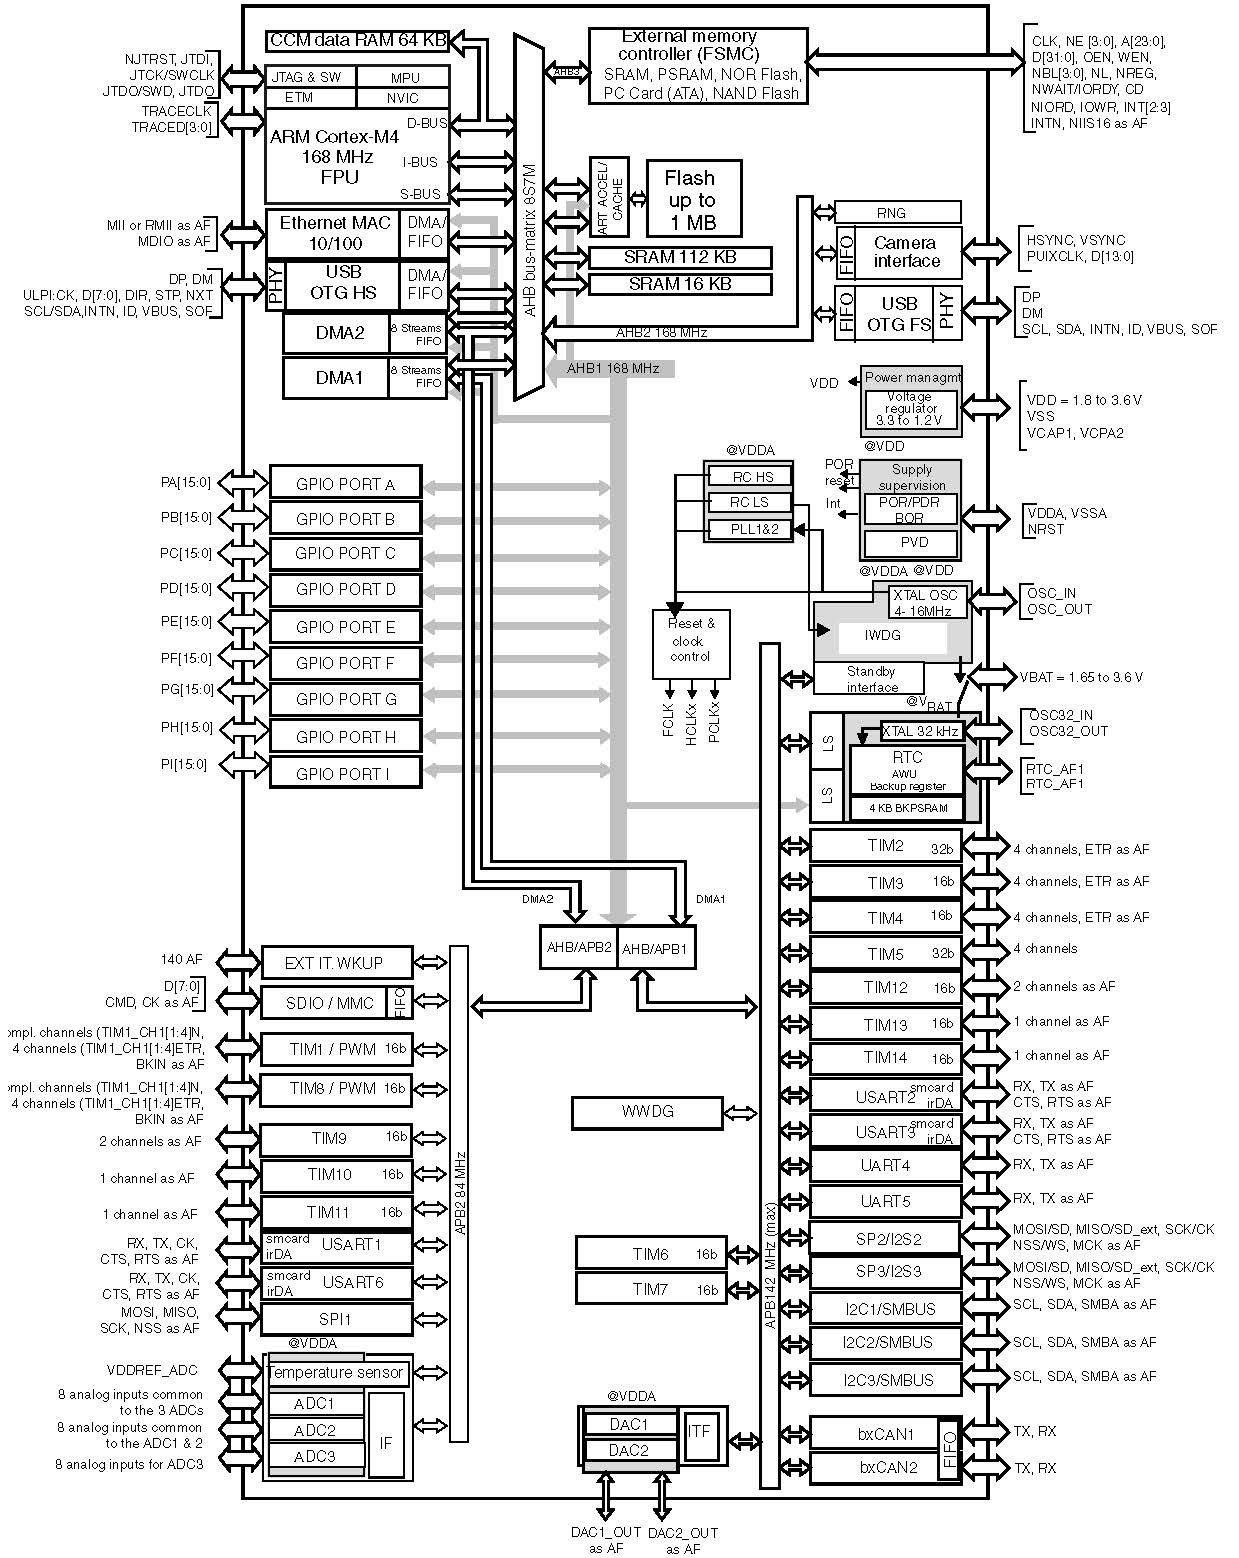 CCM data RAM 64 KB
External memory
controller (FSMC)
SRAM, PSRAM, NOR Flash,
PC Card (ATA), NAND Flash
AHB3
CLK, NE [3:0], A[23:0],
D[31:0], OEN, WEN,
NBL[3:0], NL, NREG,
NWAIT/IORDY, CD
NIORD, IOWR, INT[2:3]
INTN, NIIS16 as AF
NJTRST, JTDI,
JTCK/SWCLK
JTDO/SWD, JTDO
TRACECLK
TRACED[3:0]
JTAG & SW
MPU
ETM
NVIC
D-BUS
ARM Cortex-M4
168 MHz
FPU
I-BUS
S-BUS
AHB bus-matrix 8S7M
ART ACCEL/
CACHE
Flash
up to
1 MB
SRAM 112 KB
SRAM 16 KB
MII or RMII as AF
MDIO as AF
Ethernet MAC
10/100
DMA/
FIFO
DP, DM
ULPI:CK, D[7:0], DIR, STP, NXT
SCL/SDA,INTN, ID, VBUS, SOF
PHY
USB
OTG HS
DMA/
FIFO
DMA2
8 Streams
FIFO
DMA1
8 Streams
FIFO
AHB2 168 MHz
AHB1 168 MHz
RNG
FIFO
Camera
interface
HSYNC, VSYNC
PUIXCLK, D[13:0]
FIFO
USB
OTG FS
PHY
DP
DM
SCL, SDA, INTN, ID, VBUS, SOF
VDD
Power managmt
Voltage
regulator
3.3 to 1.2 V
VDD = 1.8 to 3.6 V
VSS
VCAP1, VCPA2
@VDD
@VDDA
RC HS
RC LS
PLL1&2
POR
reset
Int
Supply
supervision
POR/PDR
BOR
PVD
VDDA, VSSA
NRST
@VDDA
@VDD
XTAL OSC
4- 16MHz
OSC_IN
OSC_OUT
IWDG
Reset &
clock
control
FCLK
HCLKx
PCLKx
Standby
interface
VBAT = 1.65 to 3.6 V
@V
BAT
LS
LS
XTAL 32 kHz
OSC32_IN
OSC32_OUT
RTC
AWU
Backup register
4 KB BKPSRAM
RTC_AF1
RTC_AF1
PA[15:0]
GPIO PORT A
PB[15:0]
GPIO PORT B
PC[15:0]
GPIO PORT C
PD[15:0]
GPIO PORT D
PE[15:0]
GPIO PORT E
PF[15:0]
GPIO PORT F
PG[15:0]
GPIO PORT G
PH[15:0]
GPIO PORT H
PI[15:0]
GPIO PORT I
DMA2
DMA1
AHB/APB2
AHB/APB1
140 AF
EXT IT. WKUP
D[7:0]
CMD, CK as AF
SDIO / MMC
FIFO
ompl. channels (TIM1_CH1[1:4]N,
4 channels (TIM1_CH1[1:4]ETR,
BKIN as AF
TIM1 / PWM
16b
ompl. channels (TIM1_CH1[1:4]N,
4 channels (TIM1_CH1[1:4]ETR,
BKIN as AF
TIM8 / PWM
16b
2 channels as AF
TIM9
16b
1 channel as AF
TIM10
16b
1 channel as AF
TIM11
16b
RX, TX, CK,
CTS, RTS as AF
smcard
irDA
USART1
RX, TX, CK,
CTS, RTS as AF
smcard
irDA
USART6
MOSI, MISO,
SCK, NSS as AF
SPI1
@VDDA
VDDREF_ADC
Temperature sensor
8 analog inputs common
to the 3 ADCs
ADC1
8 analog inputs common
to the ADC1 & 2
ADC2
8 analog inputs for ADC3
ADC3
IF
APB2 84 MHz
WWDG
TIM6
16b
TIM7
16b
@VDDA
DAC1
DAC2
ITF
DAC1_OUT
as AF
DAC2_OUT
as AF
APB142 MHz (max)
TIM2
32b
4 channels, ETR as AF
TIM3
16b
4 channels, ETR as AF
TIM4
16b
4 channels, ETR as AF
TIM5
32b
4 channels
TIM12
16b
2 channels as AF
TIM13
16b
1 channel as AF
TIM14
16b
1 channel as AF
USART2
smcard
irDA
RX, TX as AF
CTS, RTS as AF
USART3
smcard
irDA
RX, TX as AF
CTS, RTS as AF
UART4
RX, TX as AF
UART5
RX, TX as AF
SP2/I2S2
MOSI/SD, MISO/SD_ext, SCK/CK
NSS/WS, MCK as AF
SP3/I2S3
MOSI/SD, MISO/SD_ext, SCK/CK
NSS/WS, MCK as AF
I2C1/SMBUS
SCL, SDA, SMBA as AF
I2C2/SMBUS
SCL, SDA, SMBA as AF
I2C3/SMBUS
SCL, SDA, SMBA as AF
bxCAN1
TX, RX
bxCAN2
FIFO
TX, RX